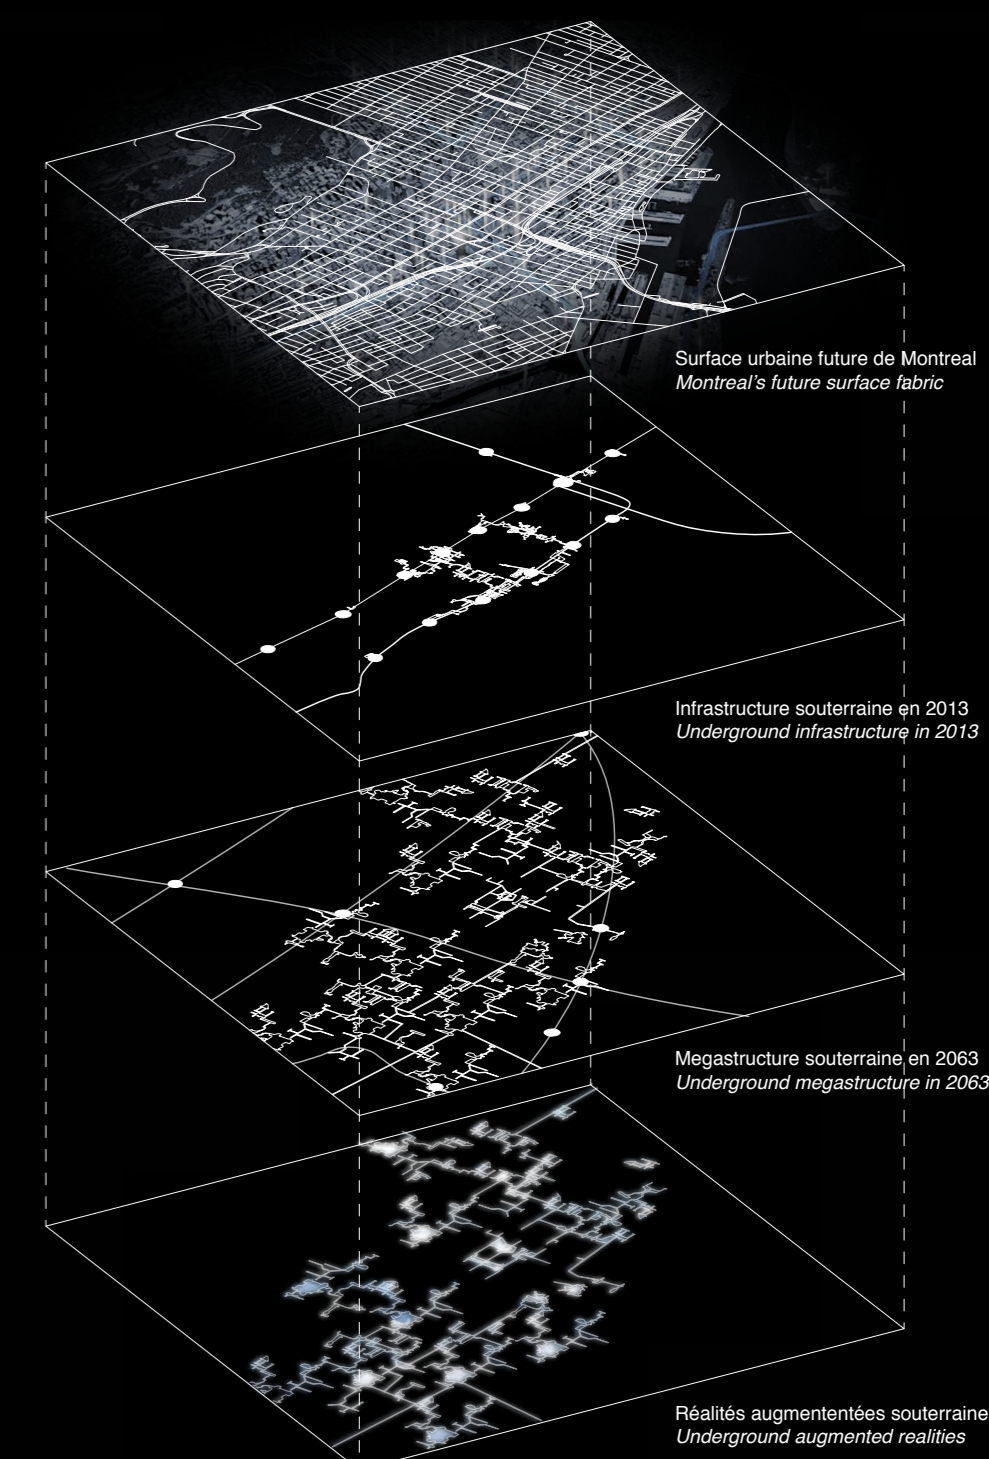 Surface urbaine future de Montreal
Montreal's future surface fabric
Infrastructure souterraine en 2013
Underground infrastructure in 2013
Megastructure souterraine en 2063
Underground megastructure in 2063
Réalités augmententées souterraine
Underground augmented realities